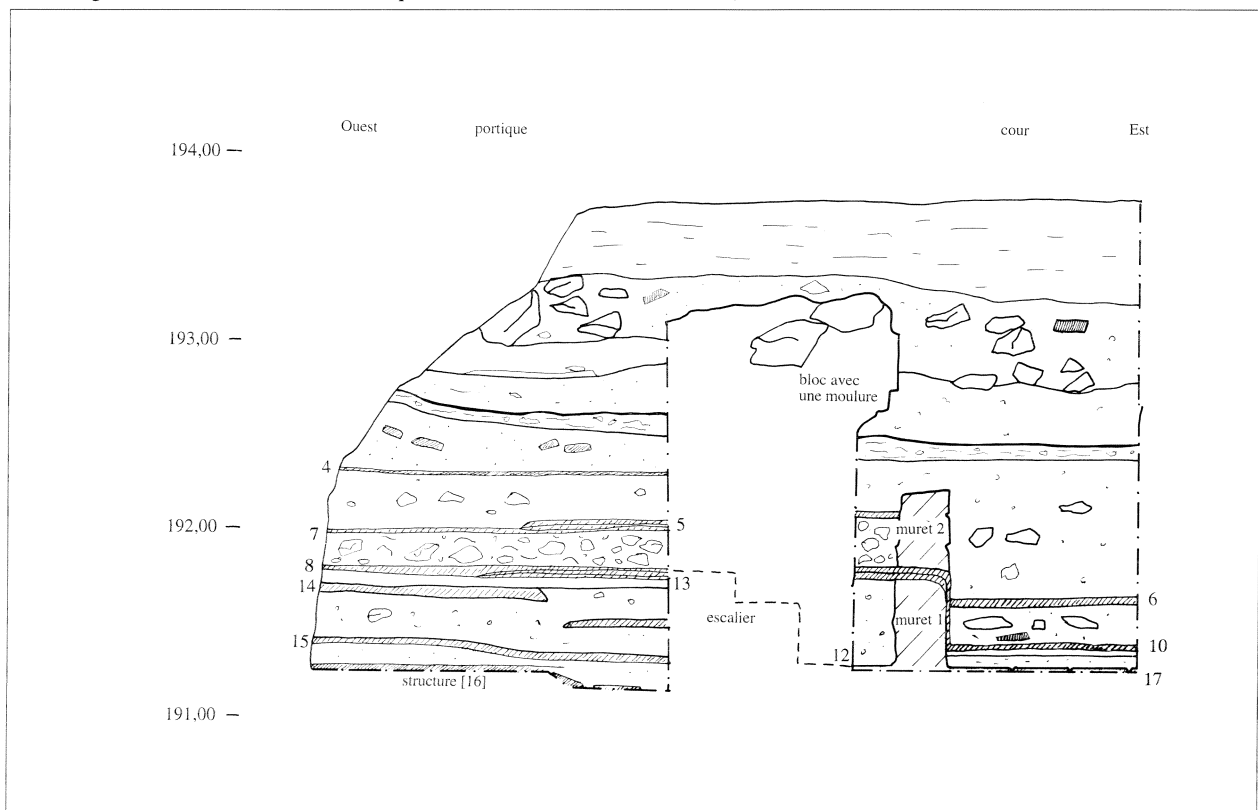 Ouest portique cour Est
194,00
193,00
bloc avec
une moulure
4
192,00
5
7
muret 2
8
13
14
6
escalier
muret 1
15
10
12
17
structure [16]
191,00